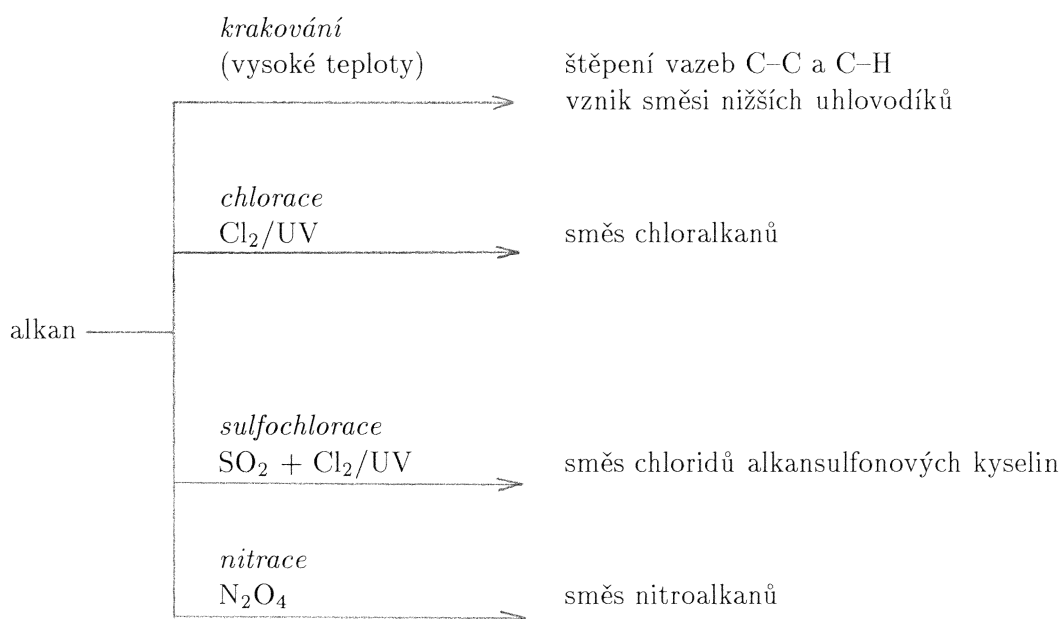 krakování
(vysoké teploty)
štěpení vazeb C–C a C–H
vznik směsi nižších uhlovodíků
chlorace
Cl₂/UV
směs chloralkanů
alkan
sulfochlorace
SO₂ + Cl₂/UV
směs chloridů alkansulfonových kyselin
nitrace
N₂O₄
směs nitroalkanů